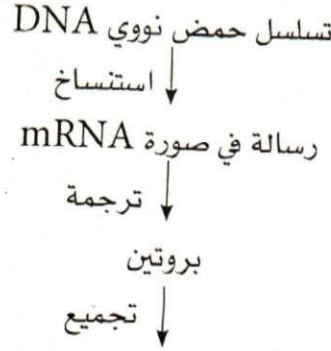 تسلسل حمض نووي DNA
استنساخ
رسالة في صورة mRNA
ترجمة
بروتين
تجميع